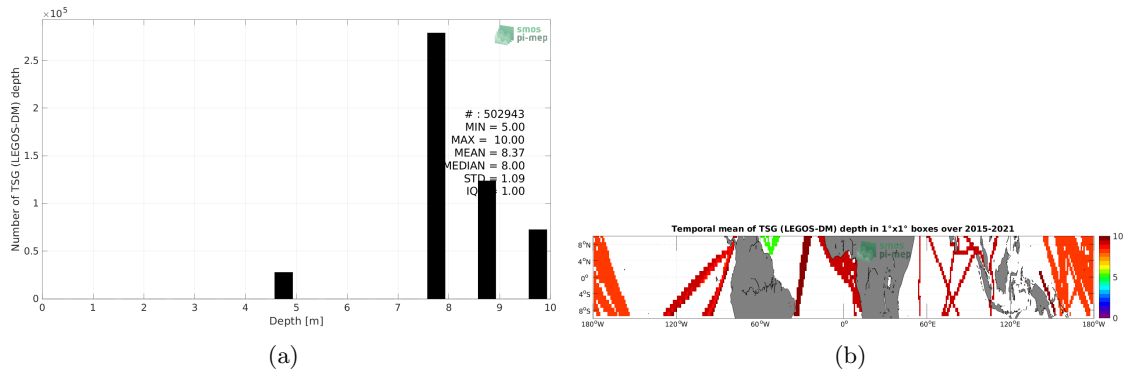 ×10⁵
smos
pi-mep
2.5
2
1.5
1
0.5
0
Number of TSG (LEGOS-DM) depth
# : 502943
MIN = 5.00
MAX = 10.00
MEAN = 8.37
MEDIAN = 8.00
STD = 1.09
IQR = 1.00
0 1 2 3 4 5 6 7 8 9 10
Depth [m]
(a)
Temporal mean of TSG (LEGOS-DM) depth in 1°x1° boxes over 2015-2021
smos
pi-mep
8°N
4°N
0°
4°S
8°S
180°W 120°W 60°W 0° 60°E 120°E 180°W
10
5
0
(b)